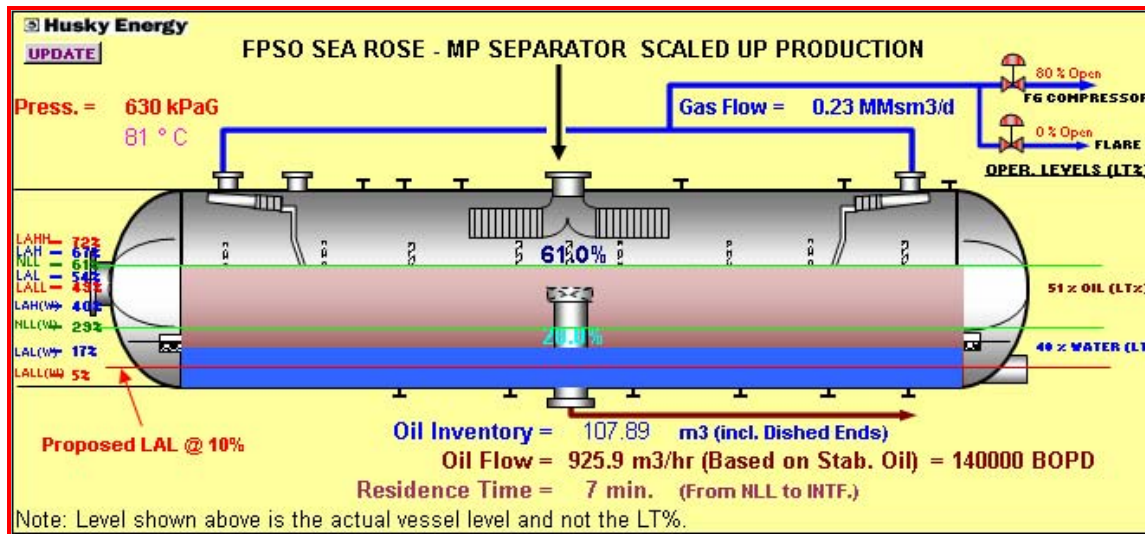 Husky Energy
UPDATE
FPSO SEA ROSE - MP SEPARATOR SCALED UP PRODUCTION
Press. = 630 kPaG
81 ° C
Gas Flow = 0.23 MMsm3/d
80 % Open
FG COMPRESSOR
0 % Open
FLARE
OPER. LEVELS (LT%)
LAHH 72%
LAH 67%
NLL 61%
LAL 54%
LALL 49%
LAH(W) 40%
NLL(W) 29%
LAL(W) 17%
LALL(W) 5%
61.0%
20.0%
51 % OIL (LT%)
40 % WATER (LT
Proposed LAL @ 10%
Oil Inventory = 107.89 m3 (incl. Dished Ends)
Oil Flow = 925.9 m3/hr (Based on Stab. Oil) = 140000 BOPD
Residence Time = 7 min. (From NLL to INTF.)
Note: Level shown above is the actual vessel level and not the LT%.